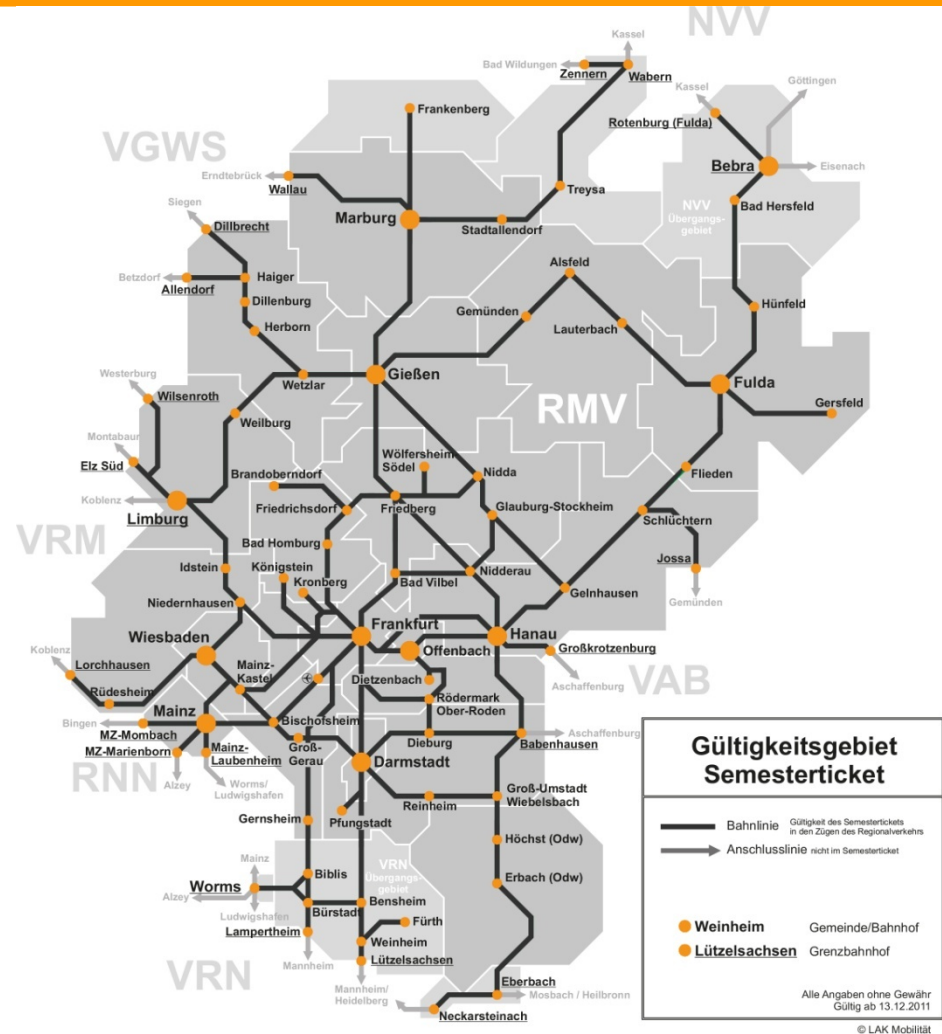 NVV
Kassel
Bad Wildungen
Zennern
Wabern
Kassel
Göttingen
Rotenburg (Fulda)
Frankenberg
VGWS
Bebra
Eisenach
Erndtebrück
Wallau
Treysa
NVV
Übergangs-
gebiet
Bad Hersfeld
Siegen
Marburg
Stadtallendorf
Dillbrecht
Alsfeld
Betzdorf
Haiger
Allendorf
Dillenburg
Gemünden
Hünfeld
Lauterbach
Herborn
Gießen
Westerburg
Wetzlar
Fulda
Wilsenroth
RMV
Gersfeld
Weilburg
Montabaur
Wölfersheim
Södel
Elz Süd
Brandoberndorf
Nidda
Flieden
Koblenz
Friedrichsdorf
Friedberg
Glauburg-Stockheim
Limburg
Schlüchtern
VRM
Bad Homburg
Jossa
Idstein
Königstein
Nidderau
Kronberg
Bad Vilbel
Gelnhausen
Niedernhausen
Gemünden
Frankfurt
Wiesbaden
Hanau
Koblenz
Offenbach
Großkrotzenburg
Lorchhausen
Mainz-
Kastel
Dietzenbach
Aschaffenburg
VAB
Rüdesheim
Rödermark
Ober-Roden
Mainz
Bischofsheim
Bingen
MZ-Mombach
Groß-
Gerau
Dieburg
Aschaffenburg
Babenhausen
MZ-Marienborn
Mainz-
Laubenheim
RNN
Alzey
Darmstadt
Worms/
Ludwigshafen
Groß-Umstadt
Wiebelsbach
Reinheim
Gernsheim
Pfungstadt
Höchst (Odw)
Mainz
VRN
Übergangs-
gebiet
Biblis
Worms
Erbach (Odw)
Alzey
Bensheim
Ludwigshafen
Bürstadt
Fürth
Lampertheim
Weinheim
Mannheim
Lützelsachsen
VRN
Eberbach
Mannheim/
Heidelberg
Mosbach / Heilbronn
Neckarsteinach
Gültigkeitsgebiet
Semesterticket
Bahnlinie Gültigkeit des Semestertickets
in den Zügen des Regionalverkehrs
Anschlusslinie nicht im Semesterticket
Weinheim Gemeinde/Bahnhof
Lützelsachsen Grenzbahnhof
Alle Angaben ohne Gewähr
Gültig ab 13.12.2011
© LAK Mobilität